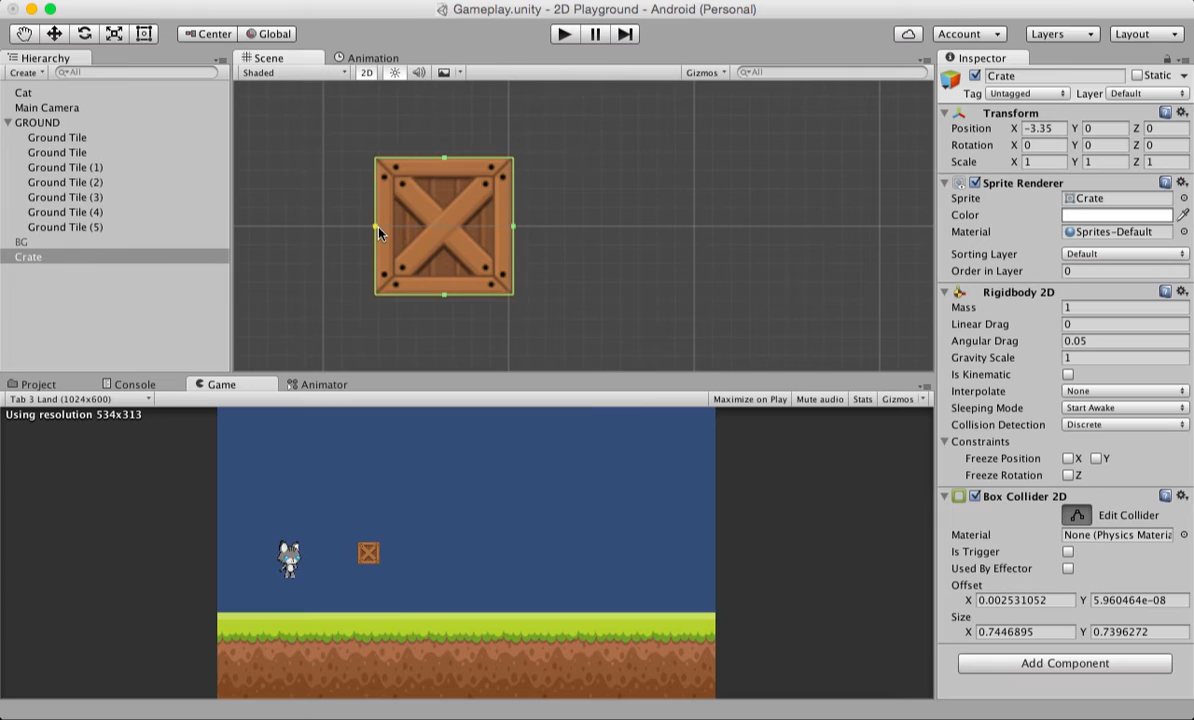 Gameplay.unity - 2D Playground - Android (Personal)
Center Global Account Layers Layout
Hierarchy
Create All
Cat
Main Camera
GROUND
Ground Tile
Ground Tile
Ground Tile (1)
Ground Tile (2)
Ground Tile (3)
Ground Tile (4)
Ground Tile (5)
BG
Crate
Scene Animation
Shaded 2D Gizmos All
Project Console Game Animator
Tab 3 Land (1024x600) Maximize on Play Mute audio Stats Gizmos
Using resolution 534x313
Inspector
Crate Static
Tag Untagged Layer Default
Transform
Position X -3.35 Y 0 Z 0
Rotation X 0 Y 0 Z 0
Scale X 1 Y 1 Z 1
Sprite Renderer
Sprite Crate
Color
Material Sprites-Default
Sorting Layer Default
Order in Layer 0
Rigidbody 2D
Mass 1
Linear Drag 0
Angular Drag 0.05
Gravity Scale 1
Is Kinematic
Interpolate None
Sleeping Mode Start Awake
Collision Detection Discrete
Constraints
Freeze Position X Y
Freeze Rotation Z
Box Collider 2D
Edit Collider
Material None (Physics Materia
Is Trigger
Used By Effector
Offset
X 0.002531052 Y 5.960464e-08
Size
X 0.7446895 Y 0.7396272
Add Component